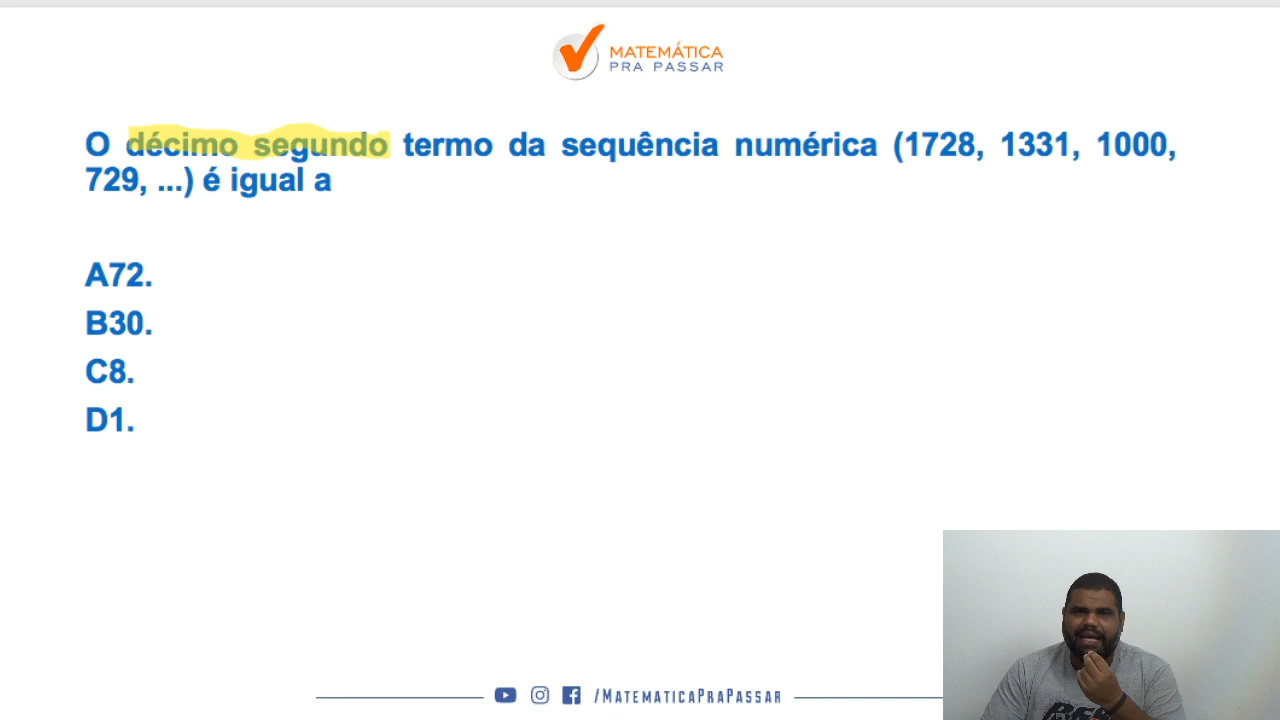 MATEMÁTICA
PRA PASSAR
O décimo segundo termo da sequência numérica (1728, 1331, 1000,
729, ...) é igual a
A72.
B30.
C8.
D1.
/MATEMATICAPRAPASSAR